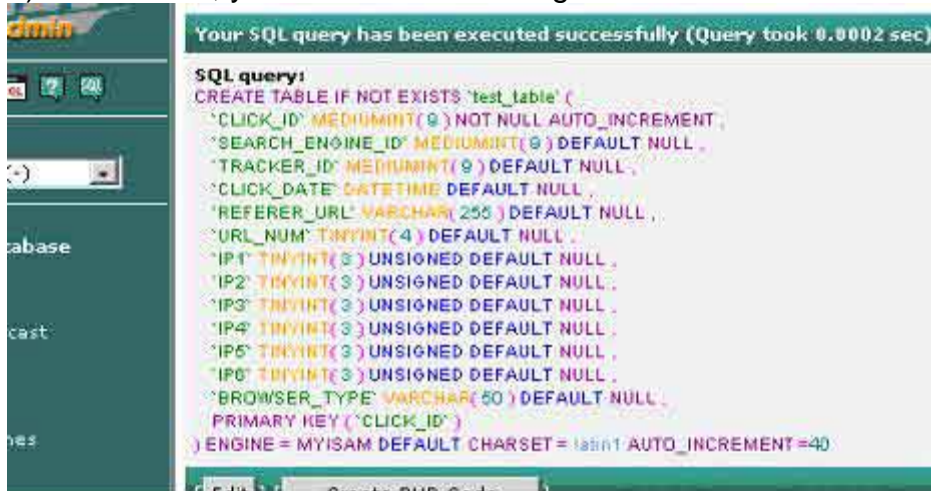 admin
Your SQL query has been executed successfully (Query took 0.0002 sec)
SQL query:
CREATE TABLE IF NOT EXISTS `test_table` (
`CLICK_ID` MEDIUMINT( 9 ) NOT NULL AUTO_INCREMENT ,
`SEARCH_ENGINE_ID` MEDIUMINT( 9 ) DEFAULT NULL ,
`TRACKER_ID` MEDIUMINT( 9 ) DEFAULT NULL ,
`CLICK_DATE` DATETIME DEFAULT NULL ,
`REFERER_URL` VARCHAR( 255 ) DEFAULT NULL ,
`URL_NUM` TINYINT( 4 ) DEFAULT NULL ,
`IP1` TINYINT( 3 ) UNSIGNED DEFAULT NULL ,
`IP2` TINYINT( 3 ) UNSIGNED DEFAULT NULL ,
`IP3` TINYINT( 3 ) UNSIGNED DEFAULT NULL ,
`IP4` TINYINT( 3 ) UNSIGNED DEFAULT NULL ,
`IP5` TINYINT( 3 ) UNSIGNED DEFAULT NULL ,
`IP6` TINYINT( 3 ) UNSIGNED DEFAULT NULL ,
`BROWSER_TYPE` VARCHAR( 50 ) DEFAULT NULL ,
PRIMARY KEY ( `CLICK_ID` )
) ENGINE = MYISAM DEFAULT CHARSET = latin1 AUTO_INCREMENT =40
(-)
tabase
cast
nes